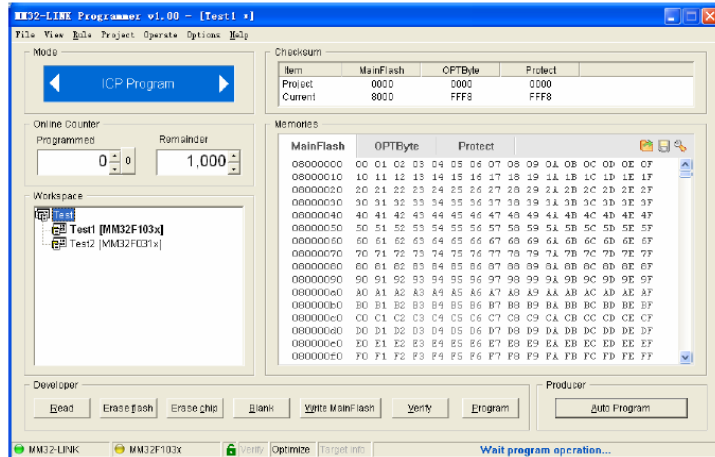 MM32-LINK Programmer v1.00 - [Test1 *]
File View Rule Project Operate Options Help
Mode
ICP Program
Checksum
Item MainFlash OPTByte Protect
Project 0000 0000 0000
Current 8000 FFF8 FFF8
Online Counter
Programmed Remainder
0 0 1,000
Workspace
Test
Test1 [MM32F103x]
Test2 [MM32F031x]
Memories
MainFlash OPTByte Protect
08000000 00 01 02 03 04 05 06 07 08 09 0A 0B 0C 0D 0E 0F
08000010 10 11 12 13 14 15 16 17 18 19 1A 1B 1C 1D 1E 1F
08000020 20 21 22 23 24 25 26 27 28 29 2A 2B 2C 2D 2E 2F
08000030 30 31 32 33 34 35 36 37 38 39 3A 3B 3C 3D 3E 3F
08000040 40 41 42 43 44 45 46 47 48 49 4A 4B 4C 4D 4E 4F
08000050 50 51 52 53 54 55 56 57 58 59 5A 5B 5C 5D 5E 5F
08000060 60 61 62 63 64 65 66 67 68 69 6A 6B 6C 6D 6E 6F
08000070 70 71 72 73 74 75 76 77 78 79 7A 7B 7C 7D 7E 7F
08000080 80 81 82 83 84 85 86 87 88 89 8A 8B 8C 8D 8E 8F
08000090 90 91 92 93 94 95 96 97 98 99 9A 9B 9C 9D 9E 9F
080000a0 A0 A1 A2 A3 A4 A5 A6 A7 A8 A9 AA AB AC AD AE AF
080000b0 B0 B1 B2 B3 B4 B5 B6 B7 B8 B9 BA BB BC BD BE BF
080000c0 C0 C1 C2 C3 C4 C5 C6 C7 C8 C9 CA CB CC CD CE CF
080000d0 D0 D1 D2 D3 D4 D5 D6 D7 D8 D9 DA DB DC DD DE DF
080000e0 E0 E1 E2 E3 E4 E5 E6 E7 E8 E9 EA EB EC ED EE EF
080000f0 F0 F1 F2 F3 F4 F5 F6 F7 F8 F9 FA FB FC FD FE FF
Developer
Read Erase flash Erase chip Blank Write MainFlash Verify Program
Producer
Auto Program
MM32-LINK MM32F103x Verify Optimize Target info Wait program operation...